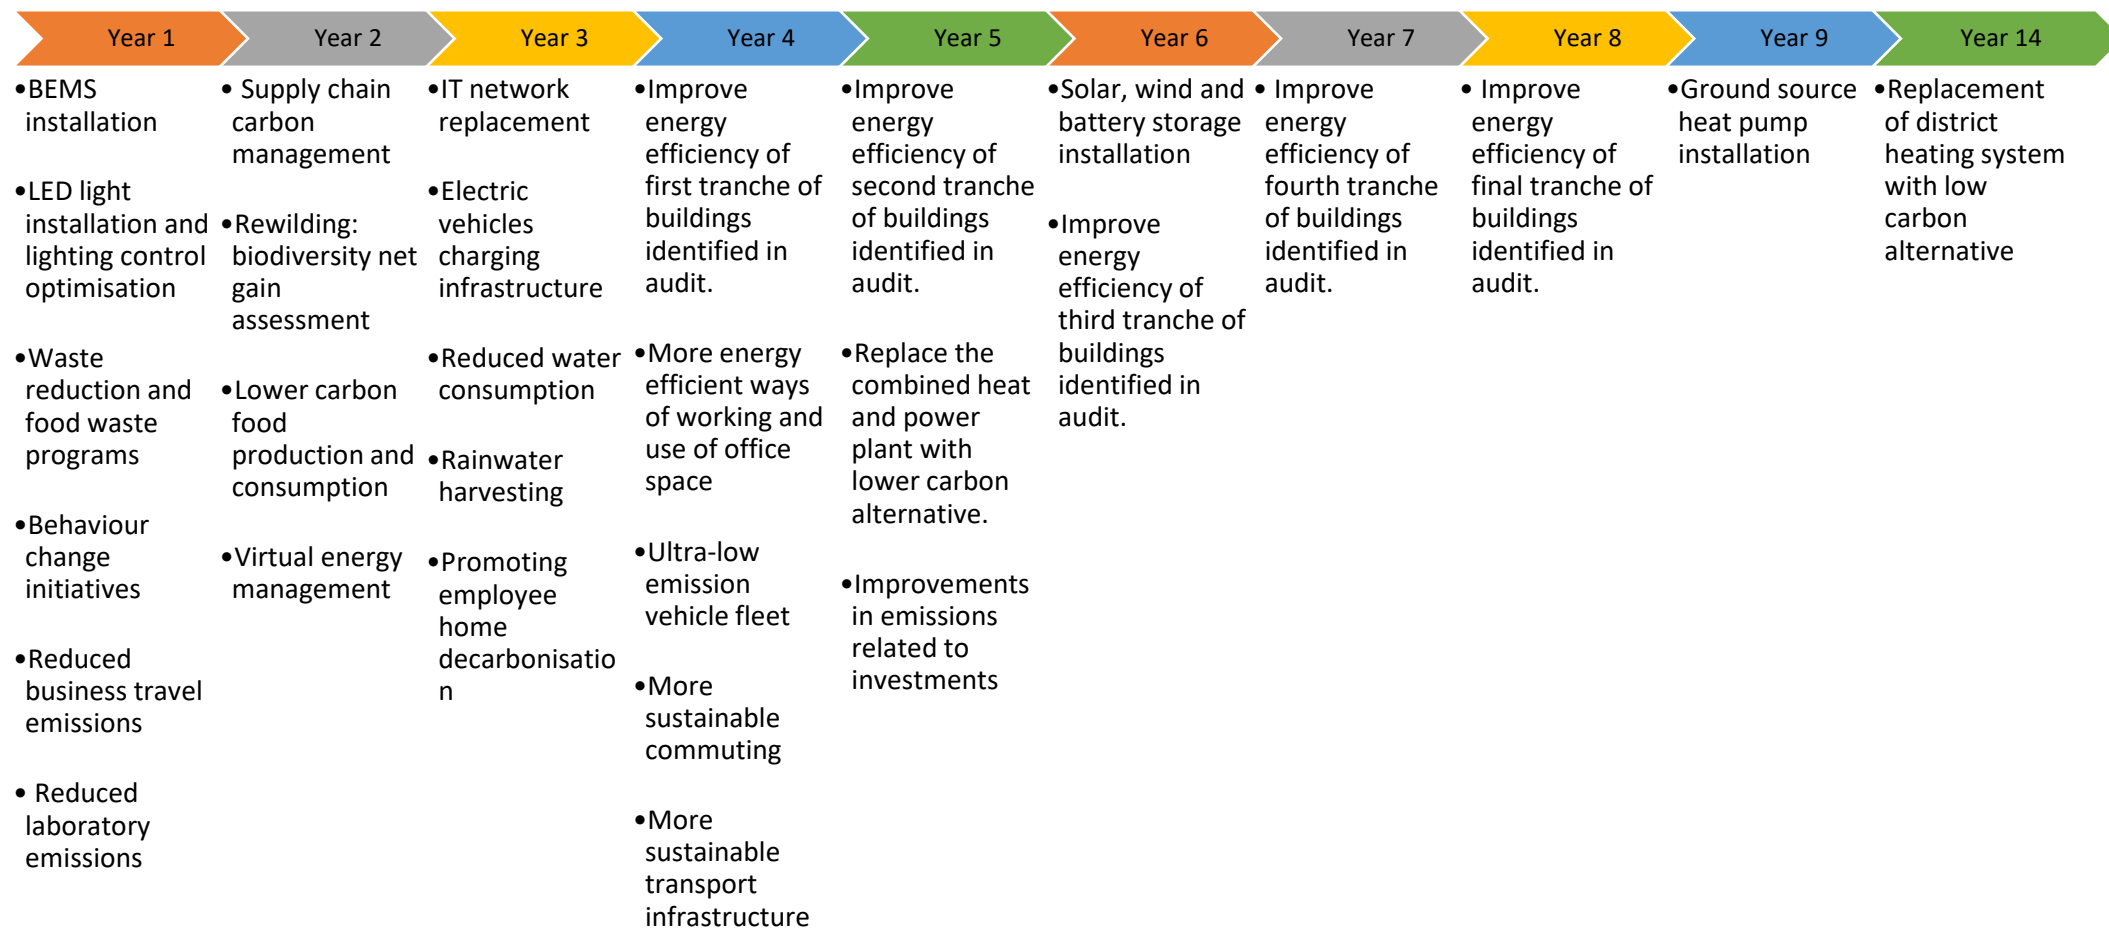 Year 1
Year 2
Year 3
Year 4
Year 5
Year 6
Year 7
Year 8
Year 9
Year 14
•BEMS
installation
•LED light
installation and
lighting control
optimisation
•Waste
reduction and
food waste
programs
•Behaviour
change
initiatives
•Reduced
business travel
emissions
• Reduced
laboratory
emissions
• Supply chain
carbon
management
•Rewilding:
biodiversity net
gain
assessment
•Lower carbon
food
production and
consumption
•Virtual energy
management
•IT network
replacement
•Electric
vehicles
charging
infrastructure
•Reduced water
consumption
•Rainwater
harvesting
•Promoting
employee
home
decarbonisatio
n
•Improve
energy
efficiency of
first tranche of
buildings
identified in
audit.
•More energy
efficient ways
of working and
use of office
space
•Ultra-low
emission
vehicle fleet
•More
sustainable
commuting
•More
sustainable
transport
infrastructure
•Improve
energy
efficiency of
second tranche
of buildings
identified in
audit.
•Replace the
combined heat
and power
plant with
lower carbon
alternative.
•Improvements
in emissions
related to
investments
•Solar, wind and
battery storage
installation
•Improve
energy
efficiency of
third tranche of
buildings
identified in
audit.
• Improve
energy
efficiency of
fourth tranche
of buildings
identified in
audit.
• Improve
energy
efficiency of
final tranche of
buildings
identified in
audit.
•Ground source
heat pump
installation
•Replacement
of district
heating system
with low
carbon
alternative